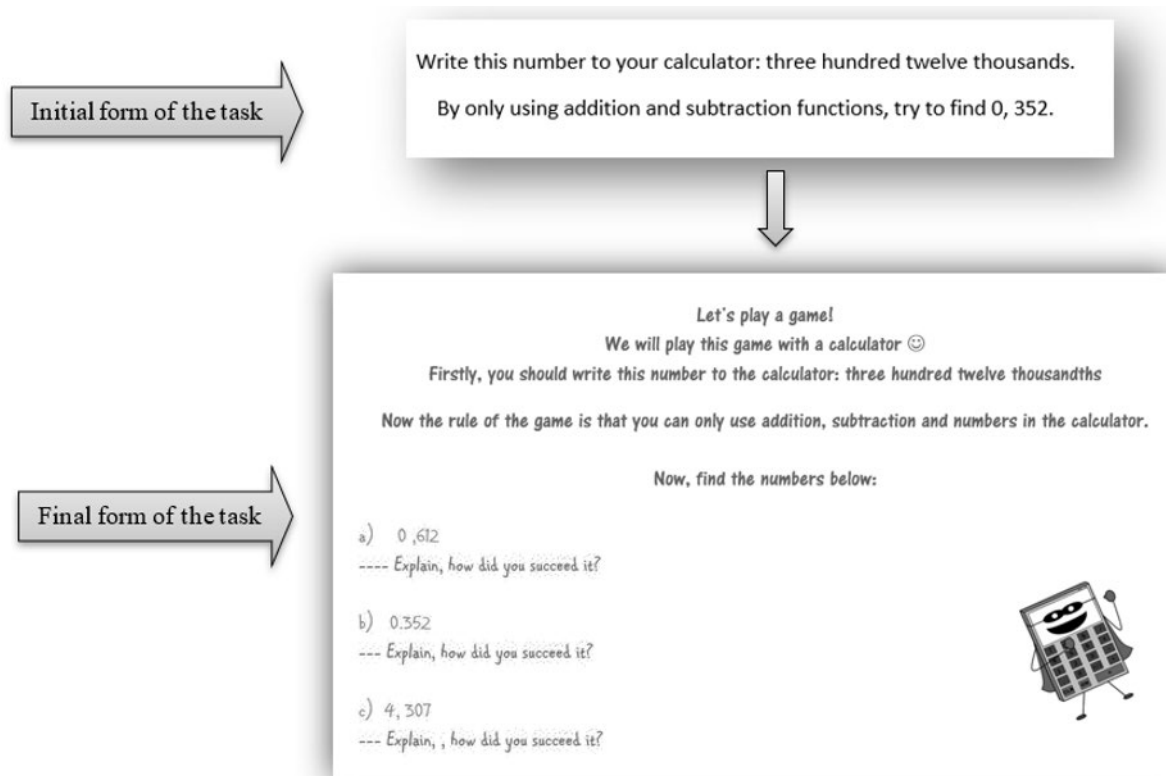 Initial form of the task
Write this number to your calculator: three hundred twelve thousands.
By only using addition and subtraction functions, try to find 0, 352.
Final form of the task
Let's play a game!
We will play this game with a calculator ☺
Firstly, you should write this number to the calculator: three hundred twelve thousandths
Now the rule of the game is that you can only use addition, subtraction and numbers in the calculator.
Now, find the numbers below:
a) 0 ,612
---- Explain, how did you succeed it?
b) 0.352
--- Explain, how did you succeed it?
c) 4, 307
--- Explain, , how did you succeed it?